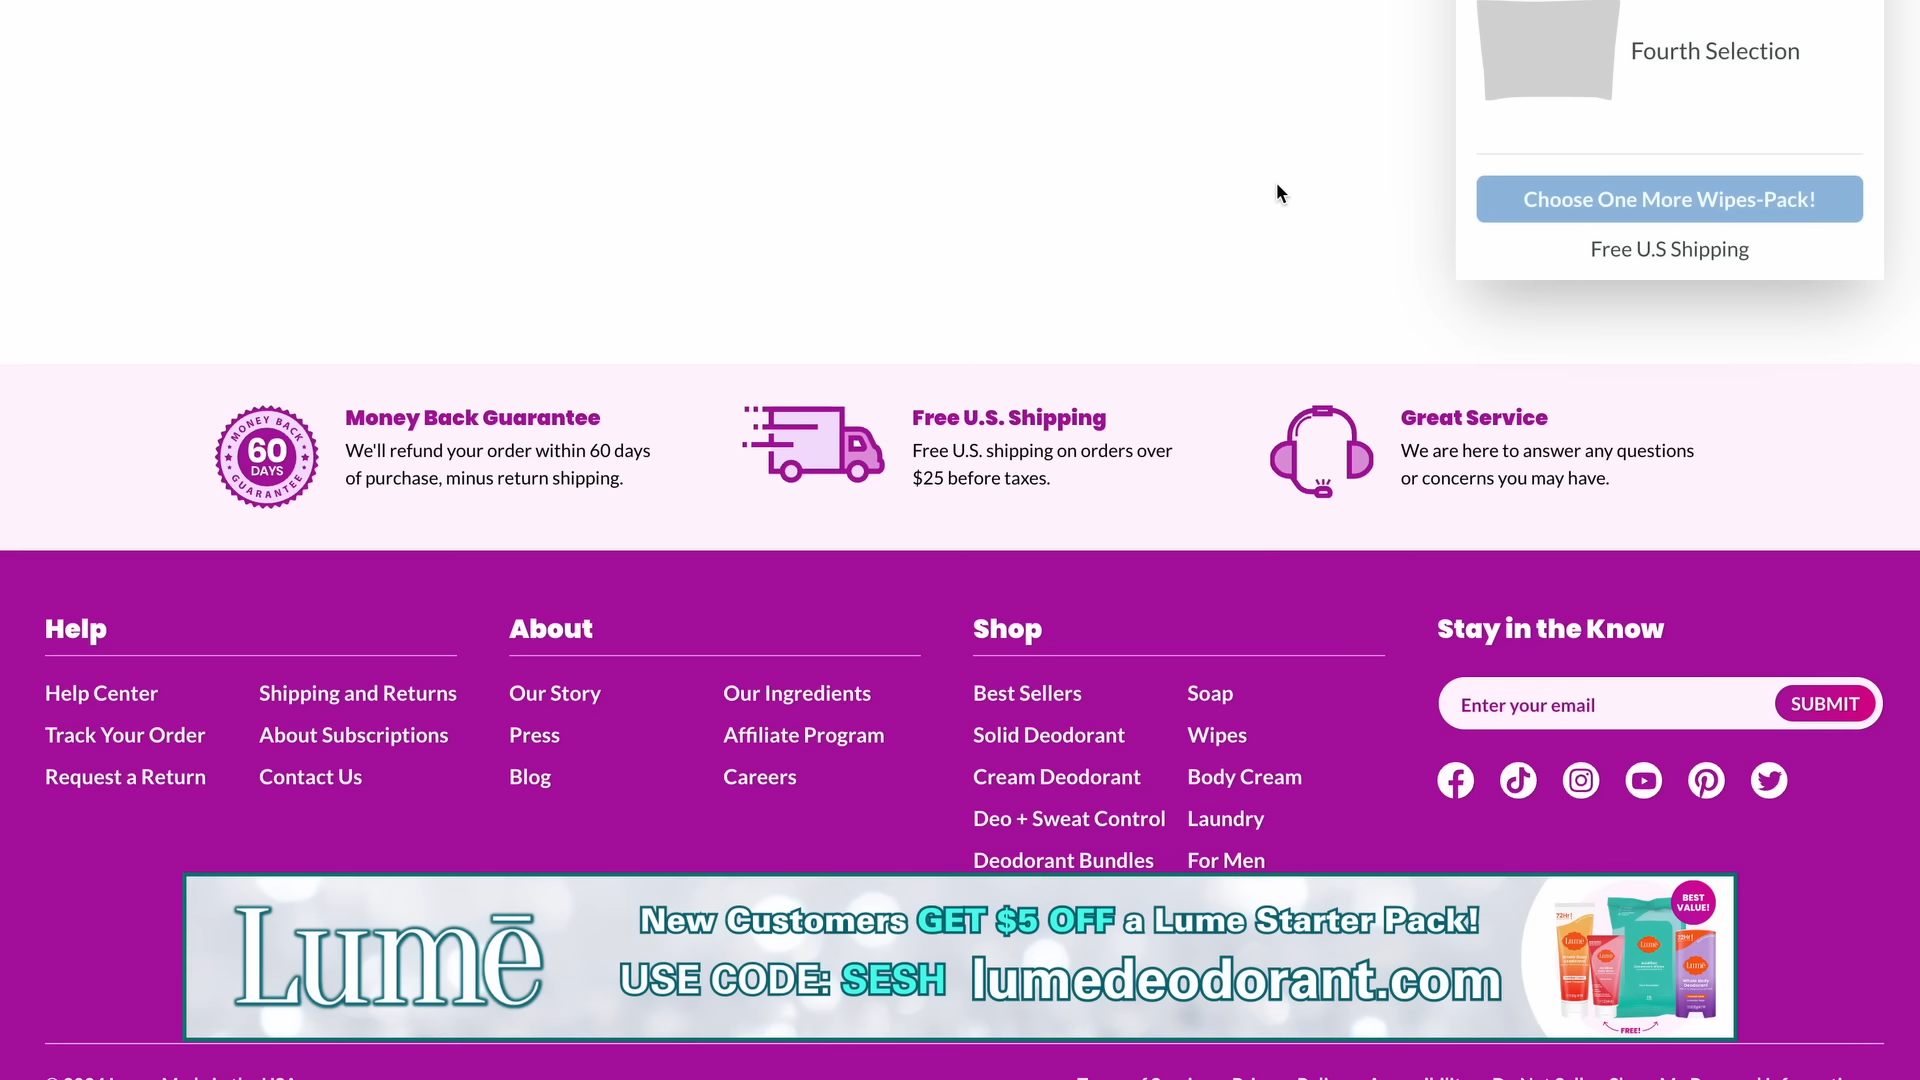 Fourth Selection
Choose One More Wipes-Pack!
Free U.S Shipping
MONEY BACK
60
DAYS
GUARANTEE
Money Back Guarantee
We'll refund your order within 60 days
of purchase, minus return shipping.
Free U.S. Shipping
Free U.S. shipping on orders over
$25 before taxes.
Great Service
We are here to answer any questions
or concerns you may have.
Help
Help Center
Track Your Order
Request a Return
Shipping and Returns
About Subscriptions
Contact Us
About
Our Story
Press
Blog
Our Ingredients
Affiliate Program
Careers
Shop
Best Sellers
Solid Deodorant
Cream Deodorant
Deo + Sweat Control
Deodorant Bundles
Soap
Wipes
Body Cream
Laundry
For Men
Stay in the Know
Enter your email
SUBMIT
Lumē
New Customers GET $5 OFF a Lume Starter Pack!
USE CODE: SESH lumedeodorant.com
BEST
VALUE!
72Hr!
Lumē
Lumē
Lumē
72Hr!
Lumē
FREE!